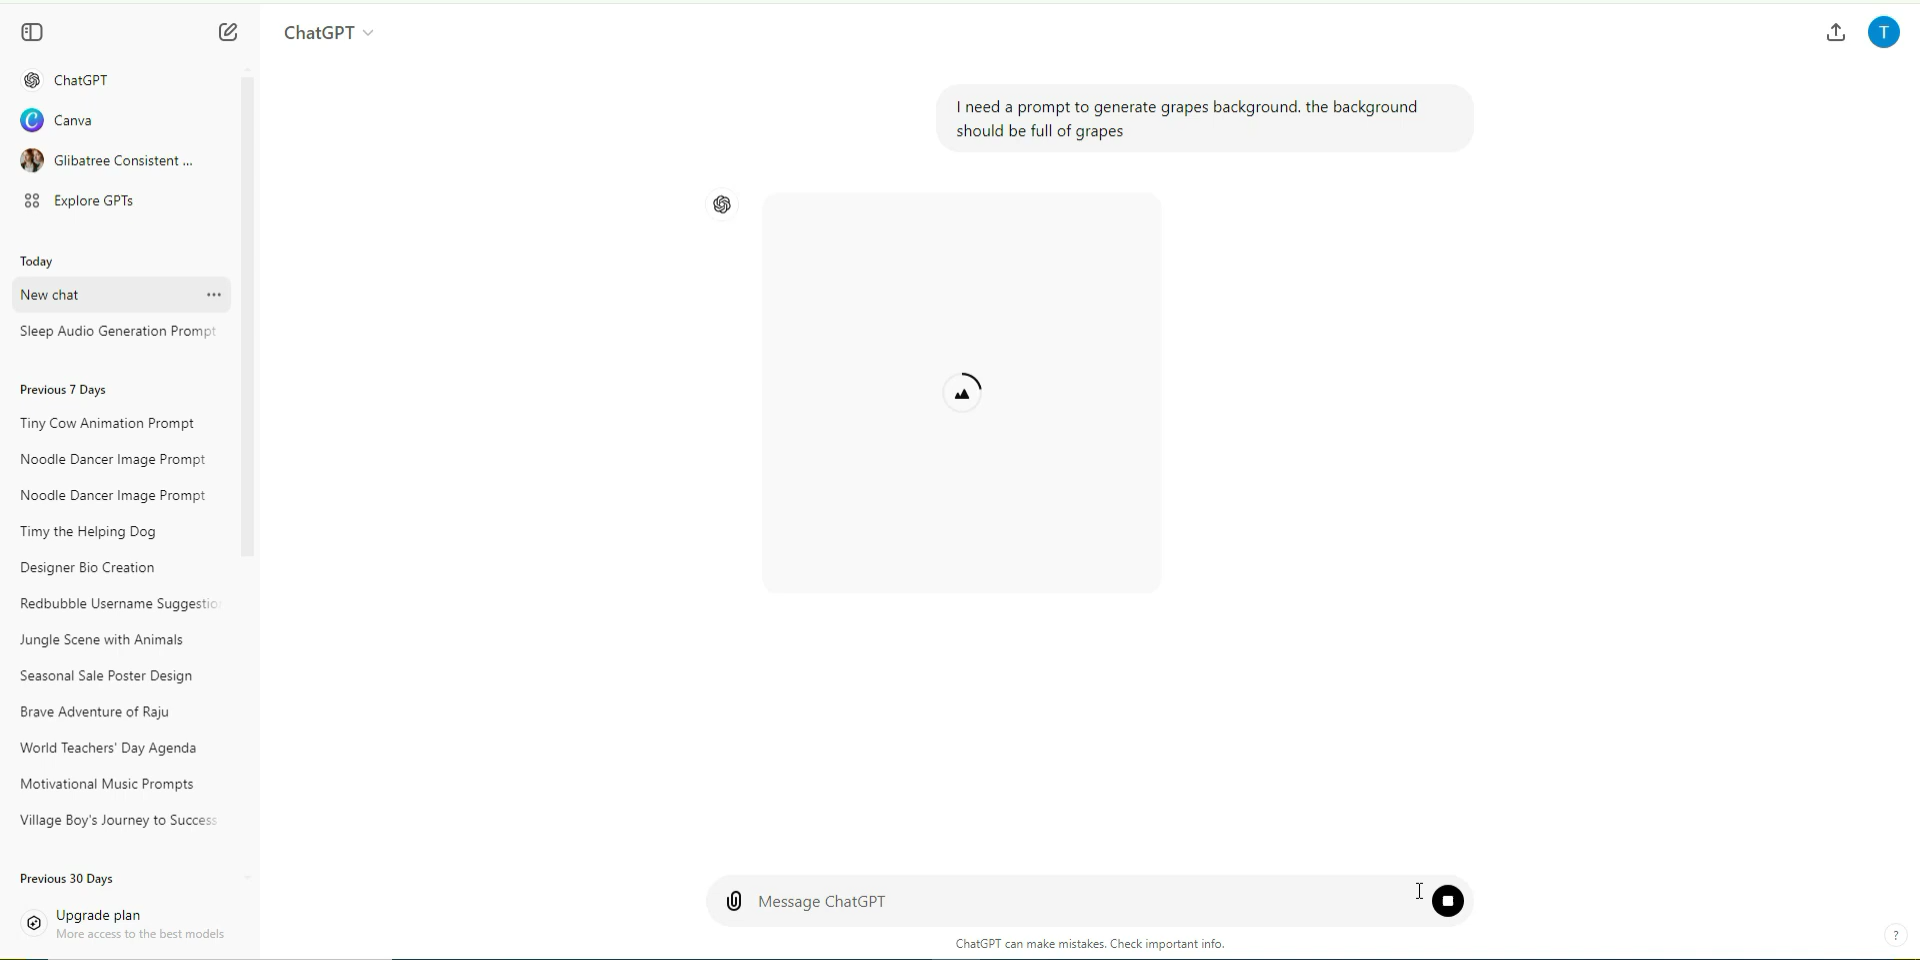 ChatGPT
T
ChatGPT
Canva
Glibatree Consistent ...
Explore GPTs
I need a prompt to generate grapes background. the background
should be full of grapes
Today
New chat
Sleep Audio Generation Prompt
Previous 7 Days
Tiny Cow Animation Prompt
Noodle Dancer Image Prompt
Noodle Dancer Image Prompt
Timy the Helping Dog
Designer Bio Creation
Redbubble Username Suggestio
Jungle Scene with Animals
Seasonal Sale Poster Design
Brave Adventure of Raju
World Teachers' Day Agenda
Motivational Music Prompts
Village Boy's Journey to Success
Previous 30 Days
Upgrade plan
More access to the best models
Message ChatGPT
ChatGPT can make mistakes. Check important info.
?